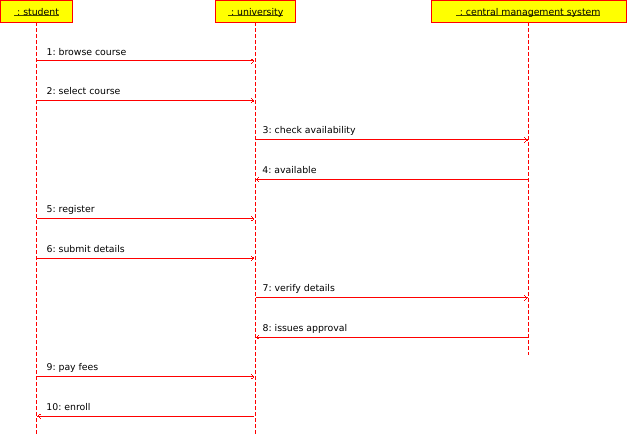 : student
: university
: central management system
1: browse course
2: select course
3: check availability
4: available
5: register
6: submit details
7: verify details
8: issues approval
9: pay fees
10: enroll